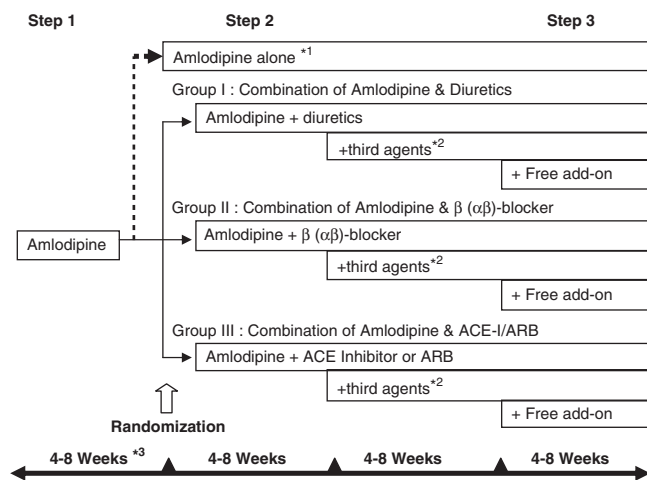 Step 1 Step 2 Step 3
Amlodipine alone *1
Group I : Combination of Amlodipine & Diuretics
Amlodipine + diuretics
+third agents*2
+ Free add-on
Group II : Combination of Amlodipine & β (αβ)-blocker
Amlodipine
Amlodipine + β (αβ)-blocker
+third agents*2
+ Free add-on
Group III : Combination of Amlodipine & ACE-I/ARB
Amlodipine + ACE Inhibitor or ARB
+third agents*2
+ Free add-on
Randomization
4-8 Weeks *3 4-8 Weeks 4-8 Weeks 4-8 Weeks